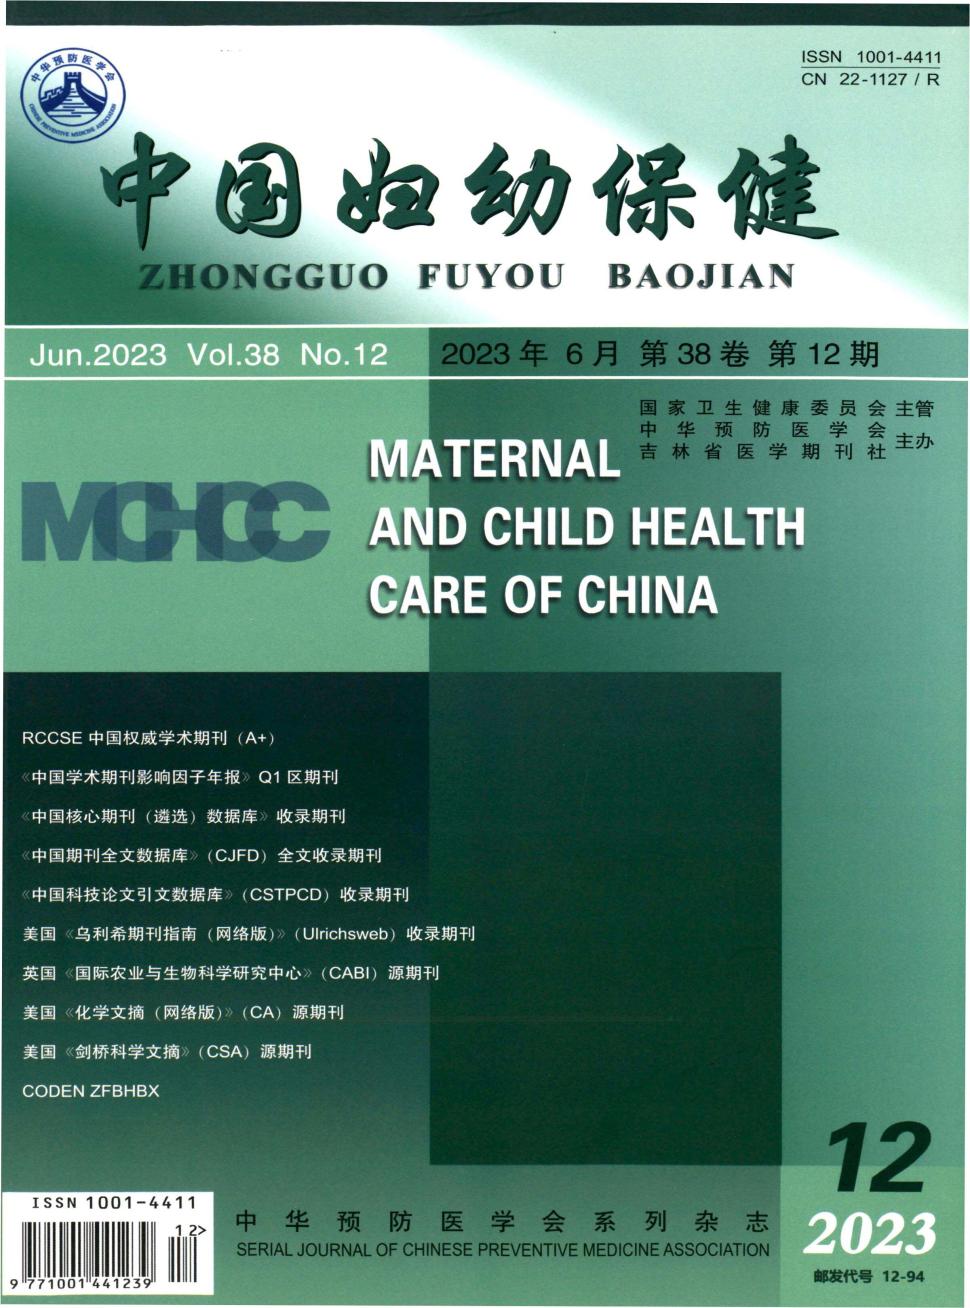 中华预防医学会
CHINESE PREVENTIVE MEDICINE ASSOCIATION
ISSN 1001-4411
CN 22-1127 / R
中国妇幼保健
ZHONGGUO FUYOU BAOJIAN
Jun.2023 Vol.38 No.12
2023年6月 第38卷 第12期
国家卫生健康委员会 主管
中华预防医学会
吉林省医学期刊社
主办
MCHCC
MATERNAL
AND CHILD HEALTH
CARE OF CHINA
RCCSE 中国权威学术期刊（A+）
《中国学术期刊影响因子年报》Q1 区期刊
《中国核心期刊（遴选）数据库》收录期刊
《中国期刊全文数据库》（CJFD）全文收录期刊
《中国科技论文引文数据库》（CSTPCD）收录期刊
美国《乌利希期刊指南（网络版）》（Ulrichsweb）收录期刊
英国《国际农业与生物科学研究中心》（CABI）源期刊
美国《化学文摘（网络版）》（CA）源期刊
美国《剑桥科学文摘》（CSA）源期刊
CODEN ZFBHBX
12
2023
邮发代号 12-94
ISSN 1001-4411
12>
9 771001 441239
中华预防医学会系列杂志
SERIAL JOURNAL OF CHINESE PREVENTIVE MEDICINE ASSOCIATION